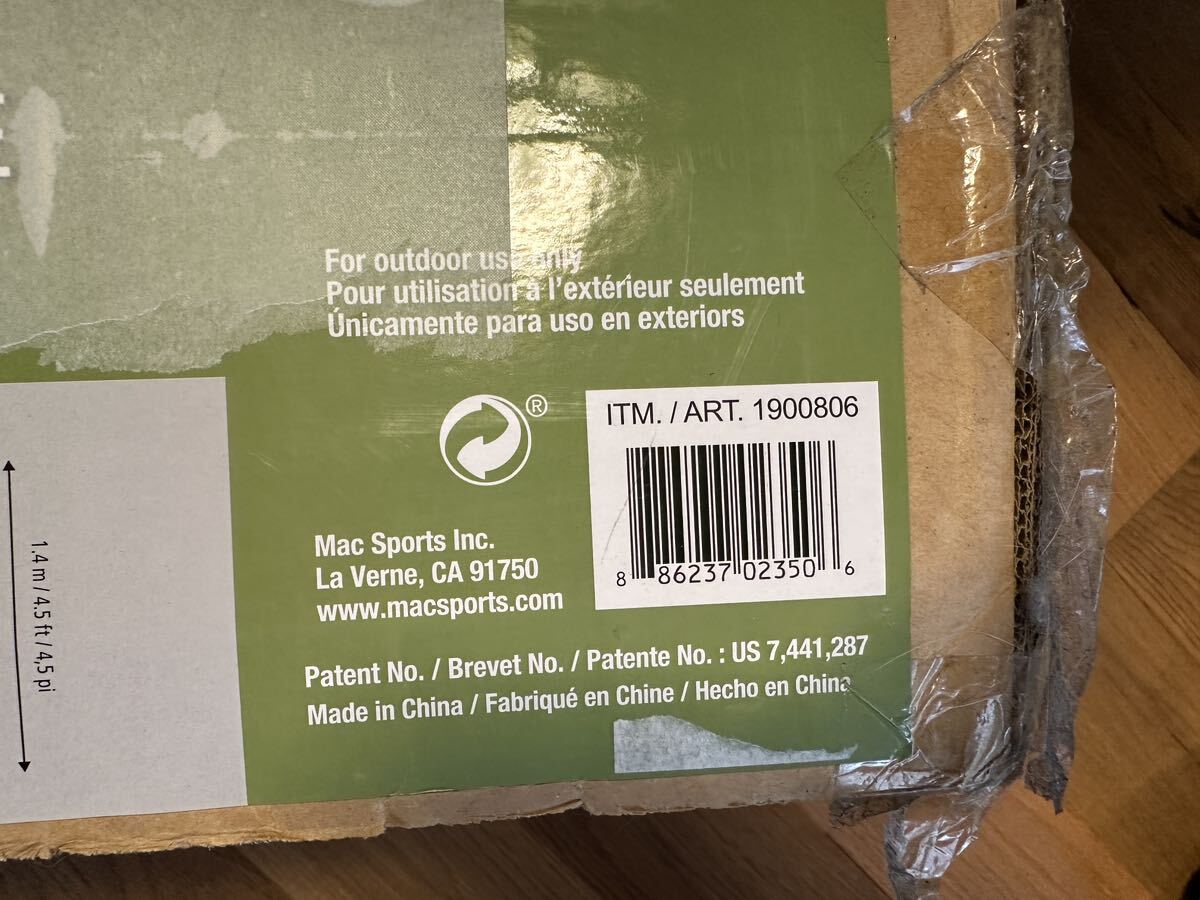 E
For outdoor use only
Pour utilisation à l'extérieur seulement
Únicamente para uso en exteriors
®
ITM. / ART. 1900806
8 86237 02350 6
1.4 m / 4.5 ft / 4,5 pi
Mac Sports Inc.
La Verne, CA 91750
www.macsports.com
Patent No. / Brevet No. / Patente No. : US 7,441,287
Made in China / Fabriqué en Chine / Hecho en China